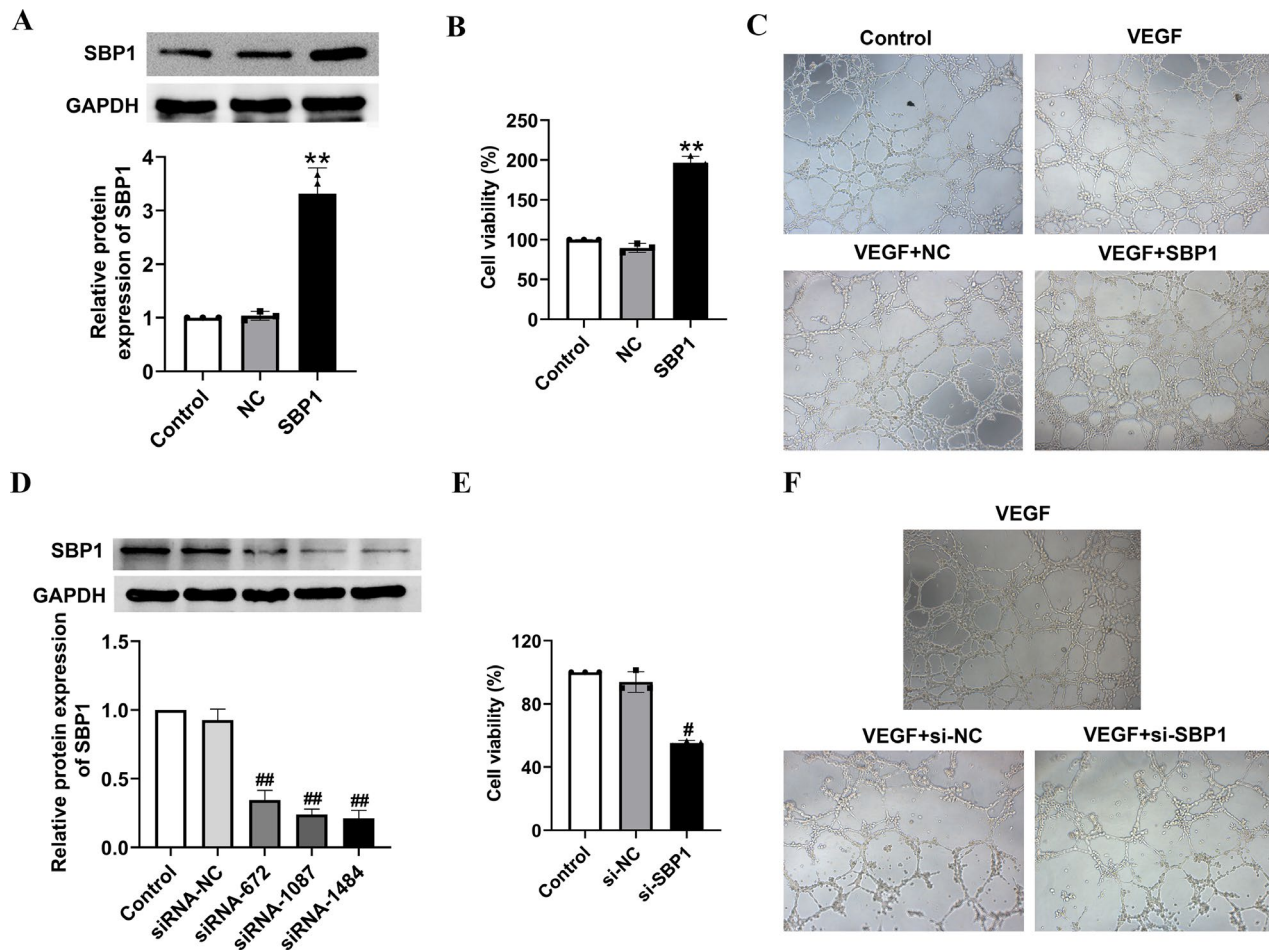 A
SBP1
GAPDH
Relative protein
expression of SBP1
4
3
2
1
0
**
Control
NC
SBP1
B
Cell viability (%)
250
200
150
100
50
0
**
Control
NC
SBP1
C
Control
VEGF
VEGF+NC
VEGF+SBP1
D
SBP1
GAPDH
Relative protein expression
of SBP1
1.5
1.0
0.5
0.0
##
##
##
Control
siRNA-NC
siRNA-672
siRNA-1087
siRNA-1484
E
Cell viability (%)
120
80
40
0
#
Control
si-NC
si-SBP1
F
VEGF
VEGF+si-NC
VEGF+si-SBP1